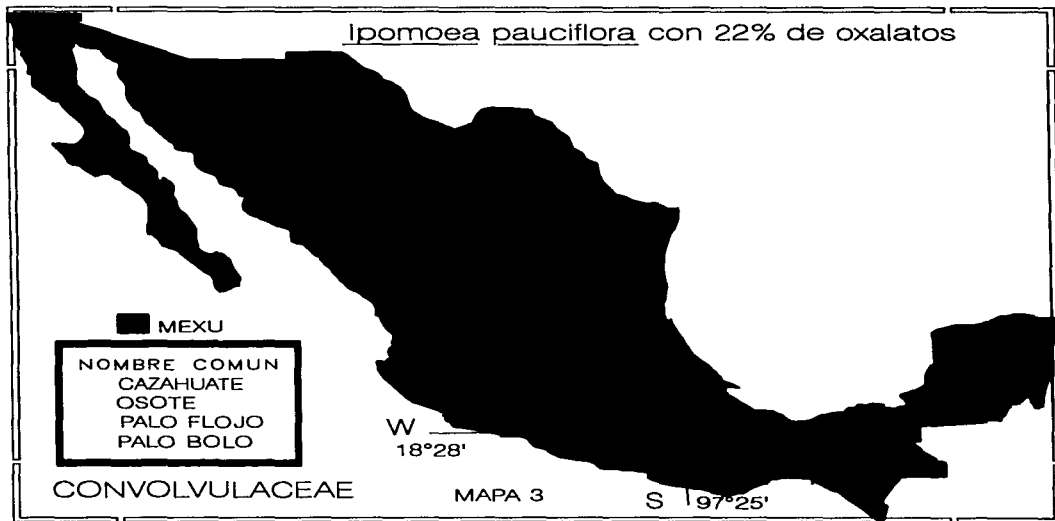 Ipomoea pauciflora con 22% de oxalatos
MEXU
NOMBRE COMUN
CAZAHUATE
OSOTE
PALO FLOJO
PALO BOLO
W
18°28'
CONVOLVULACEAE
MAPA 3
S 97°25'